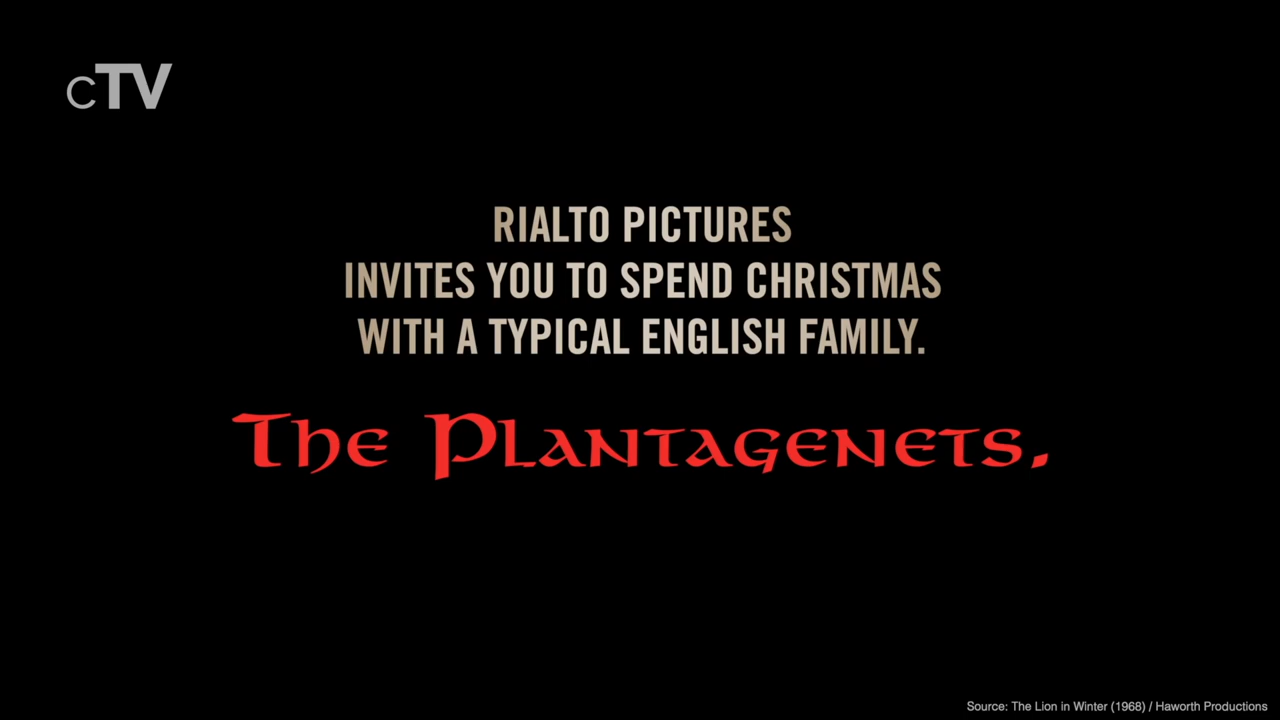 cTV
RIALTO PICTURES
INVITES YOU TO SPEND CHRISTMAS
WITH A TYPICAL ENGLISH FAMILY.
The Plantagenets.
Source: The Lion in Winter (1968) / Haworth Productions